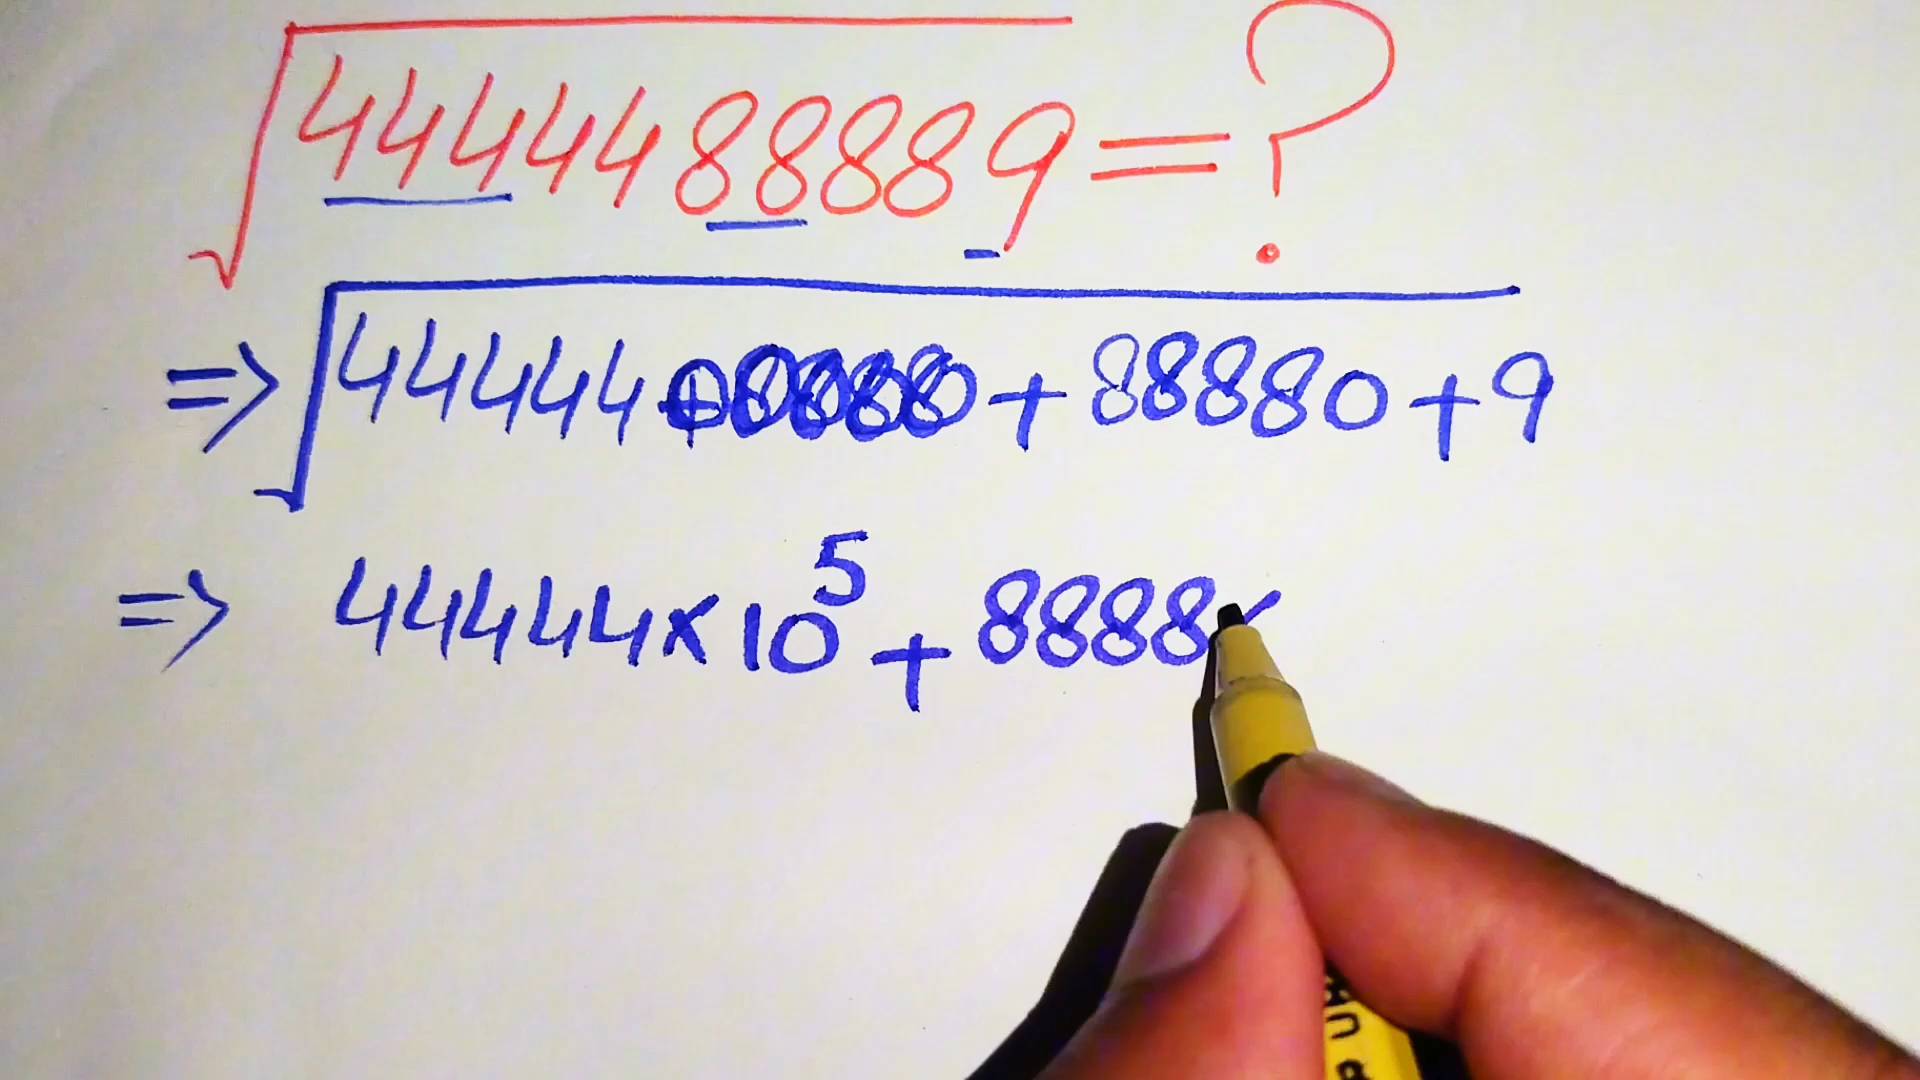 √4444488889 = ?
⇒ √4444400000 + 88880 + 9
⇒ 44444 × 10⁵ + 8888